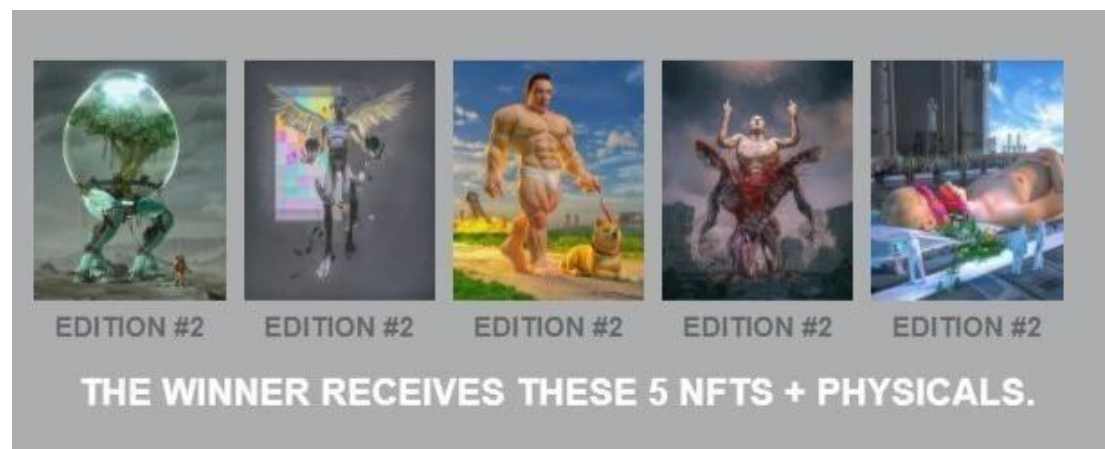 EDITION #2 EDITION #2 EDITION #2 EDITION #2 EDITION #2
THE WINNER RECEIVES THESE 5 NFTS + PHYSICALS.